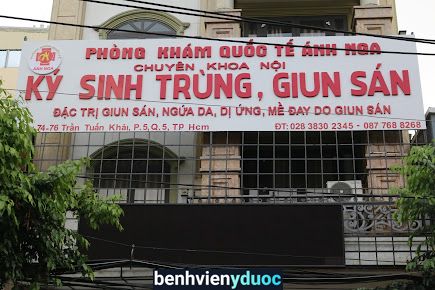 PHÒNG KHÁM QUỐC TẾ ÁNH NGA
CHUYÊN KHOA NỘI
ÁNH NGA
KÝ SINH TRÙNG, GIUN SÁN
ĐẶC TRỊ GIUN SÁN, NGỨA DA, DỊ ỨNG, MỀ ĐAY DO GIUN SÁN
74-76 Trần Tuấn Khải, P.5, Q.5, TP Hcm ĐT: 028 3830 2345 - 087 768 8268
benhvienyduoc